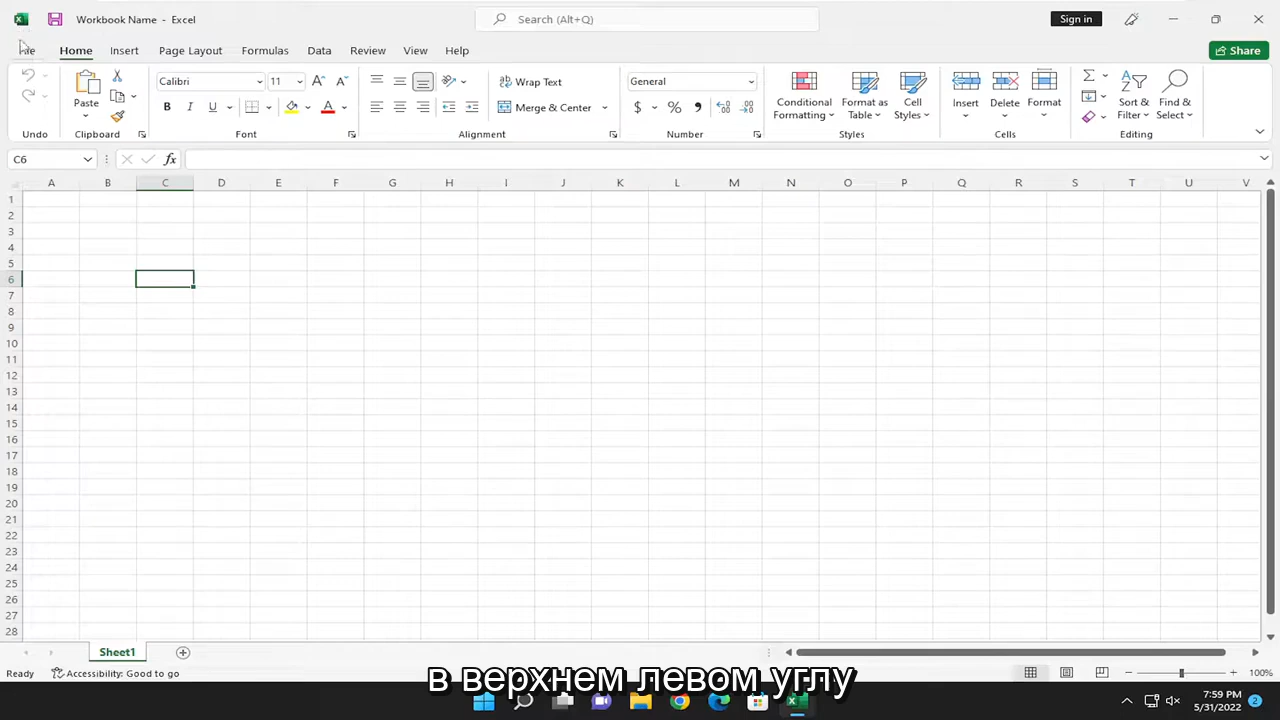 Workbook Name - Excel
Search (Alt+Q)
Sign in
File Home Insert Page Layout Formulas Data Review View Help
Share
Calibri 11
Wrap Text
General
Paste
B I U
Merge & Center
$ % 9
Conditional Formatting
Format as Table
Cell Styles
Insert
Delete
Format
Sort & Filter
Find & Select
Undo Clipboard Font Alignment Number Styles Cells Editing
C6
fx
A B C D E F G H I J K L M N O P Q R S T U V
1
2
3
4
5
6
7
8
9
10
11
12
13
14
15
16
17
18
19
20
21
22
23
24
25
26
27
28
Sheet1
Ready Accessibility: Good to go
100%
в верхнем левом углу
7:59 PM
5/31/2022
2